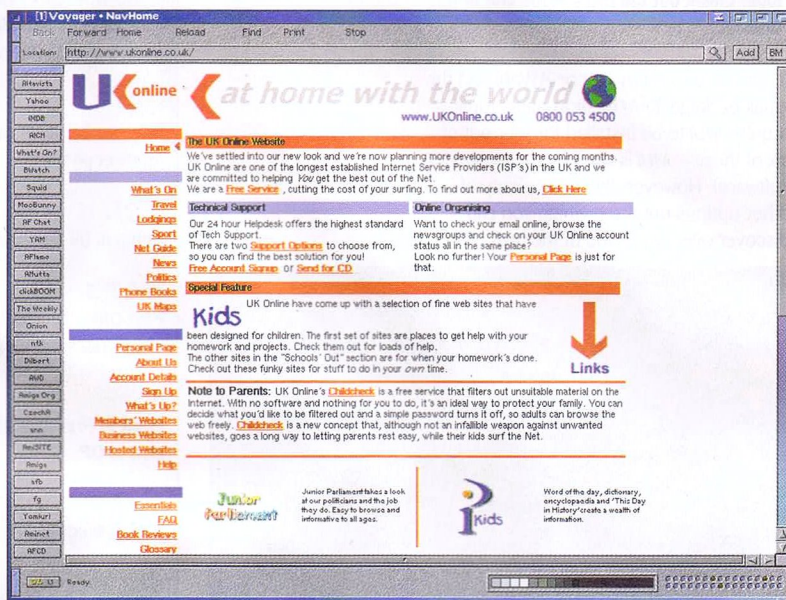 [1] Voyager • NavHome
Back Forward Home Reload Find Print Stop
Location: http://www.ukonline.co.uk/ Add BM
Altavista
Yahoo
IMDB
AICH
What's On?
BWatch
Squid
MooBunny
AF Chat
YAM
AFlame
AMutts
clickBOOM
The Weekly
Onion
ntk
Dilbert
AWD
Amiga Org
CzechA
ann
AmiSITE
Amiga
afb
fg
Yomiuri
Aminet
AFCD
UK online
at home with the world
www.UKOnline.co.uk 0800 053 4500
Home
What's On
Travel
Lodgings
Sport
Net Guide
News
Politics
Phone Books
UK Maps
Personal Page
About Us
Account Details
Sign Up
What's Up?
Members' Websites
Business Websites
Hosted Websites
Help
Essentials
FAQ
Book Reviews
Glossary
The UK Online Website
We've settled into our new look and we're now planning more developments for the coming months.
UK Online are one of the longest established Internet Service Providers (ISP's) in the UK and we
are committed to helping You get the best out of the Net.
We are a Free Service , cutting the cost of your surfing. To find out more about us, Click Here
Technical Support
Our 24 hour Helpdesk offers the highest standard
of Tech Support.
There are two Support Options to choose from,
so you can find the best solution for you!
Free Account Signup or Send for CD
Online Organising
Want to check your email online, browse the
newsgroups and check on your UK Online account
status all in the same place?
Look no further! Your Personal Page is just for
that.
Special Feature
Kids
UK Online have come up with a selection of fine web sites that have
been designed for children. The first set of sites are places to get help with your
homework and projects. Check them out for loads of help.
The other sites in the "Schools' Out" section are for when your homework's done.
Check out these funky sites for stuff to do in your own time.
Links
Note to Parents: UK Online's Childcheck is a free service that filters out unsuitable material on the
Internet. With no software and nothing for you to do, it's an ideal way to protect your family. You can
decide what you'd like to be filtered out and a simple password turns it off, so adults can browse the
web freely. Childcheck is a new concept that, although not an infallible weapon against unwanted
websites, goes a long way to letting parents rest easy, while their kids surf the Net.
Junior Parliament
Junior Parliament takes a look
at our politicians and the job
they do. Easy to browse and
informative to all ages.
Kids
Word of the day, dictionary,
encyclopaedia and 'This Day
in History' create a wealth of
information.
Ready.